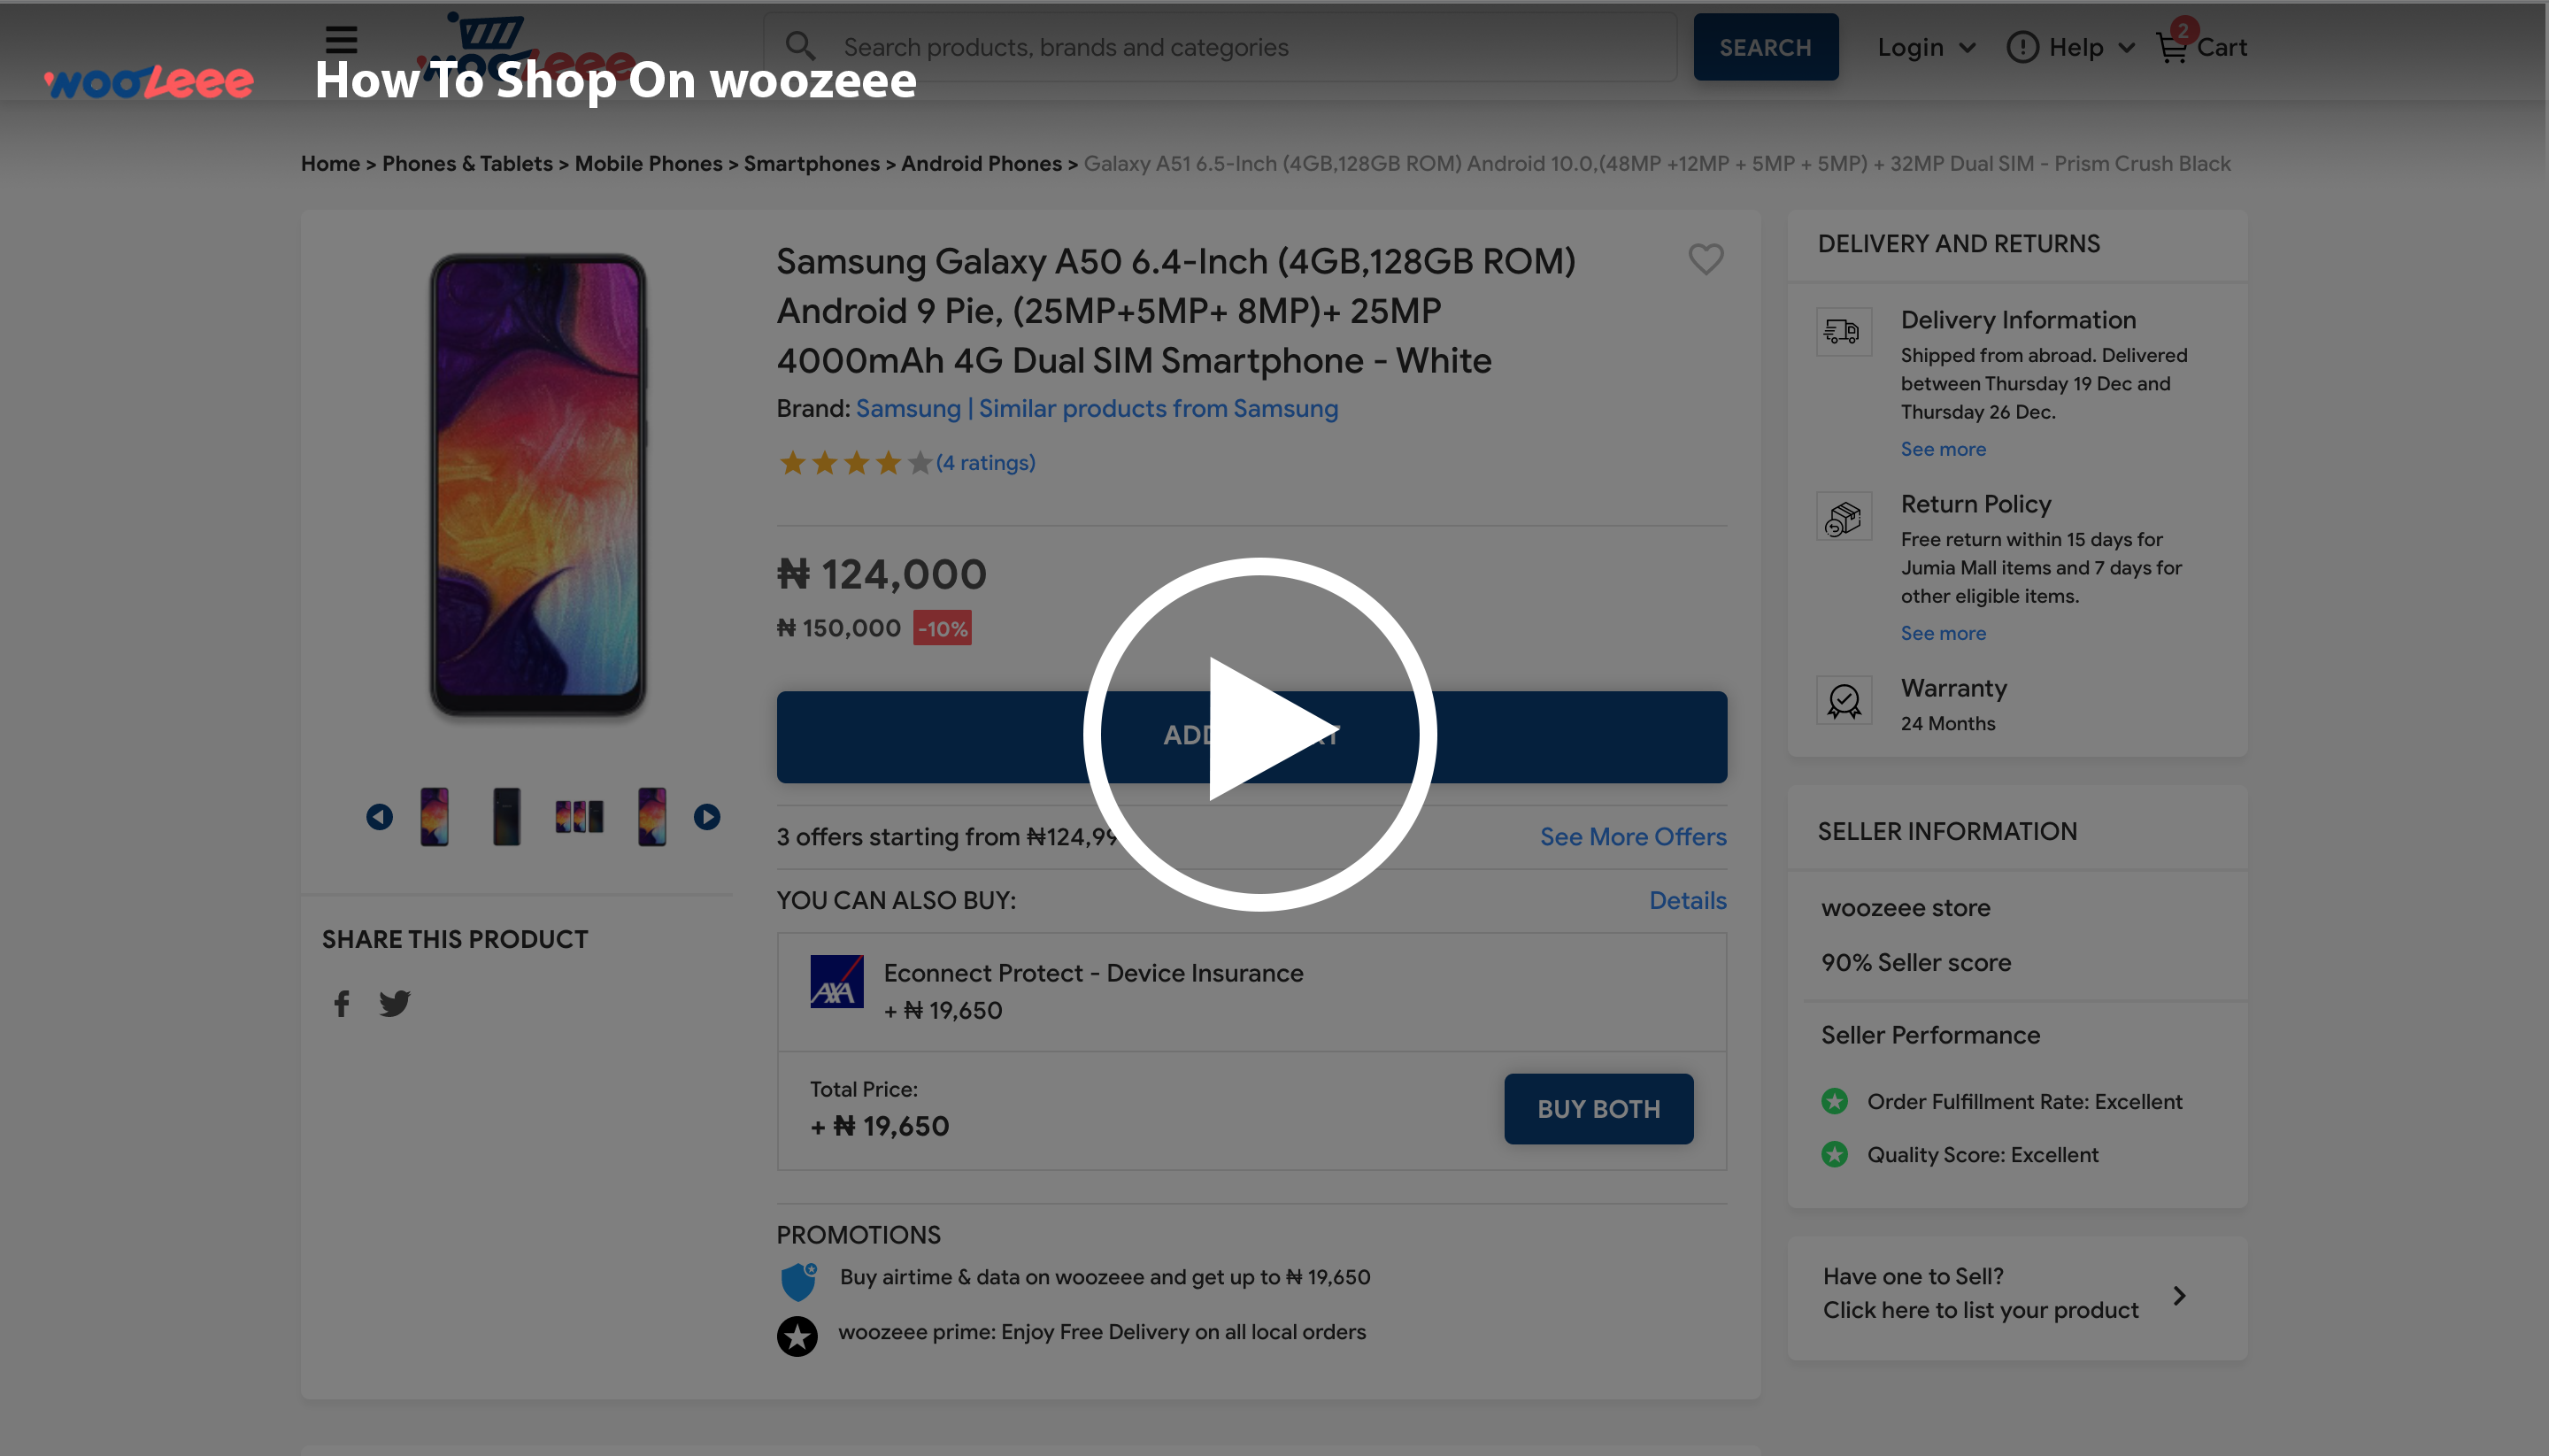 Search products, brands and categories
SEARCH
Login
Help
2
Cart
woozeee
How To Shop On woozeee
Home > Phones & Tablets > Mobile Phones > Smartphones > Android Phones > Galaxy A51 6.5-Inch (4GB,128GB ROM) Android 10.0,(48MP +12MP + 5MP + 5MP) + 32MP Dual SIM - Prism Crush Black
Samsung Galaxy A50 6.4-Inch (4GB,128GB ROM)
Android 9 Pie, (25MP+5MP+ 8MP)+ 25MP
4000mAh 4G Dual SIM Smartphone - White
Brand: Samsung | Similar products from Samsung
(4 ratings)
₦ 124,000
₦ 150,000 -10%
3 offers starting from ₦124,99
See More Offers
YOU CAN ALSO BUY:
Details
AXA
Econnect Protect - Device Insurance
+ ₦ 19,650
Total Price:
+ ₦ 19,650
BUY BOTH
PROMOTIONS
Buy airtime & data on woozeee and get up to ₦ 19,650
woozeee prime: Enjoy Free Delivery on all local orders
SHARE THIS PRODUCT
DELIVERY AND RETURNS
Delivery Information
Shipped from abroad. Delivered
between Thursday 19 Dec and
Thursday 26 Dec.
See more
Return Policy
Free return within 15 days for
Jumia Mall items and 7 days for
other eligible items.
See more
Warranty
24 Months
SELLER INFORMATION
woozeee store
90% Seller score
Seller Performance
Order Fulfillment Rate: Excellent
Quality Score: Excellent
Have one to Sell?
Click here to list your product